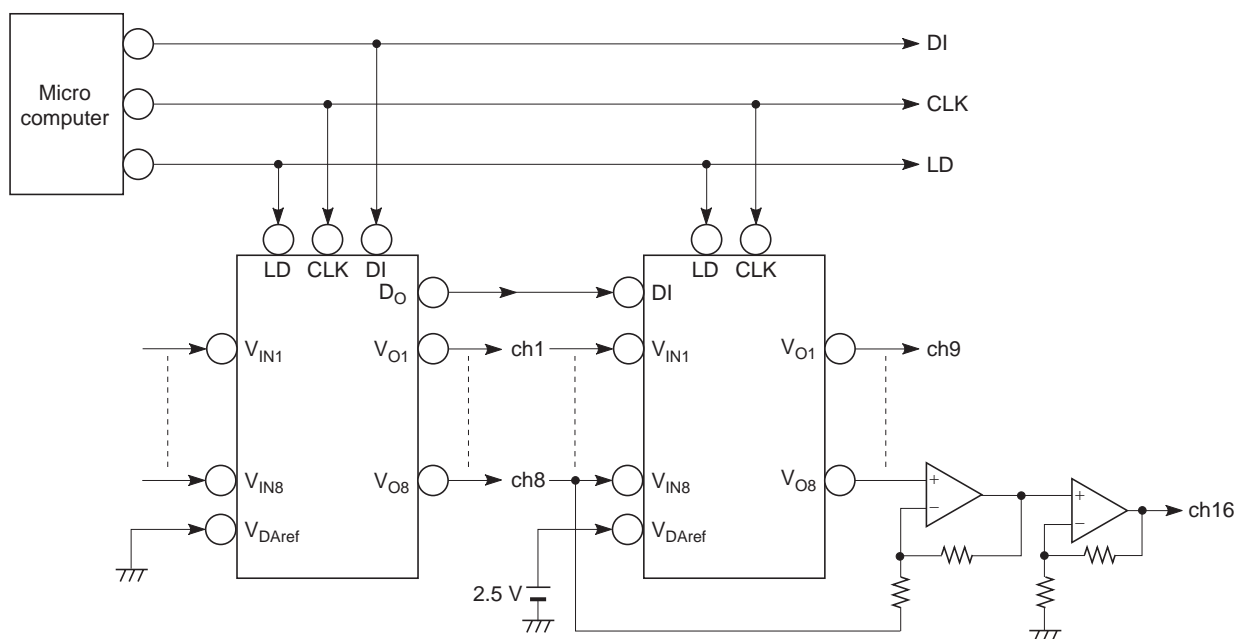 DI
Micro
computer
CLK
LD
LD CLK DI
LD CLK
DO
DI
VIN1
VO1
ch1
VIN1
VO1
ch9
VIN8
VO8
ch8
VIN8
VO8
+
−
+
−
ch16
VDAref
VDAref
2.5 V